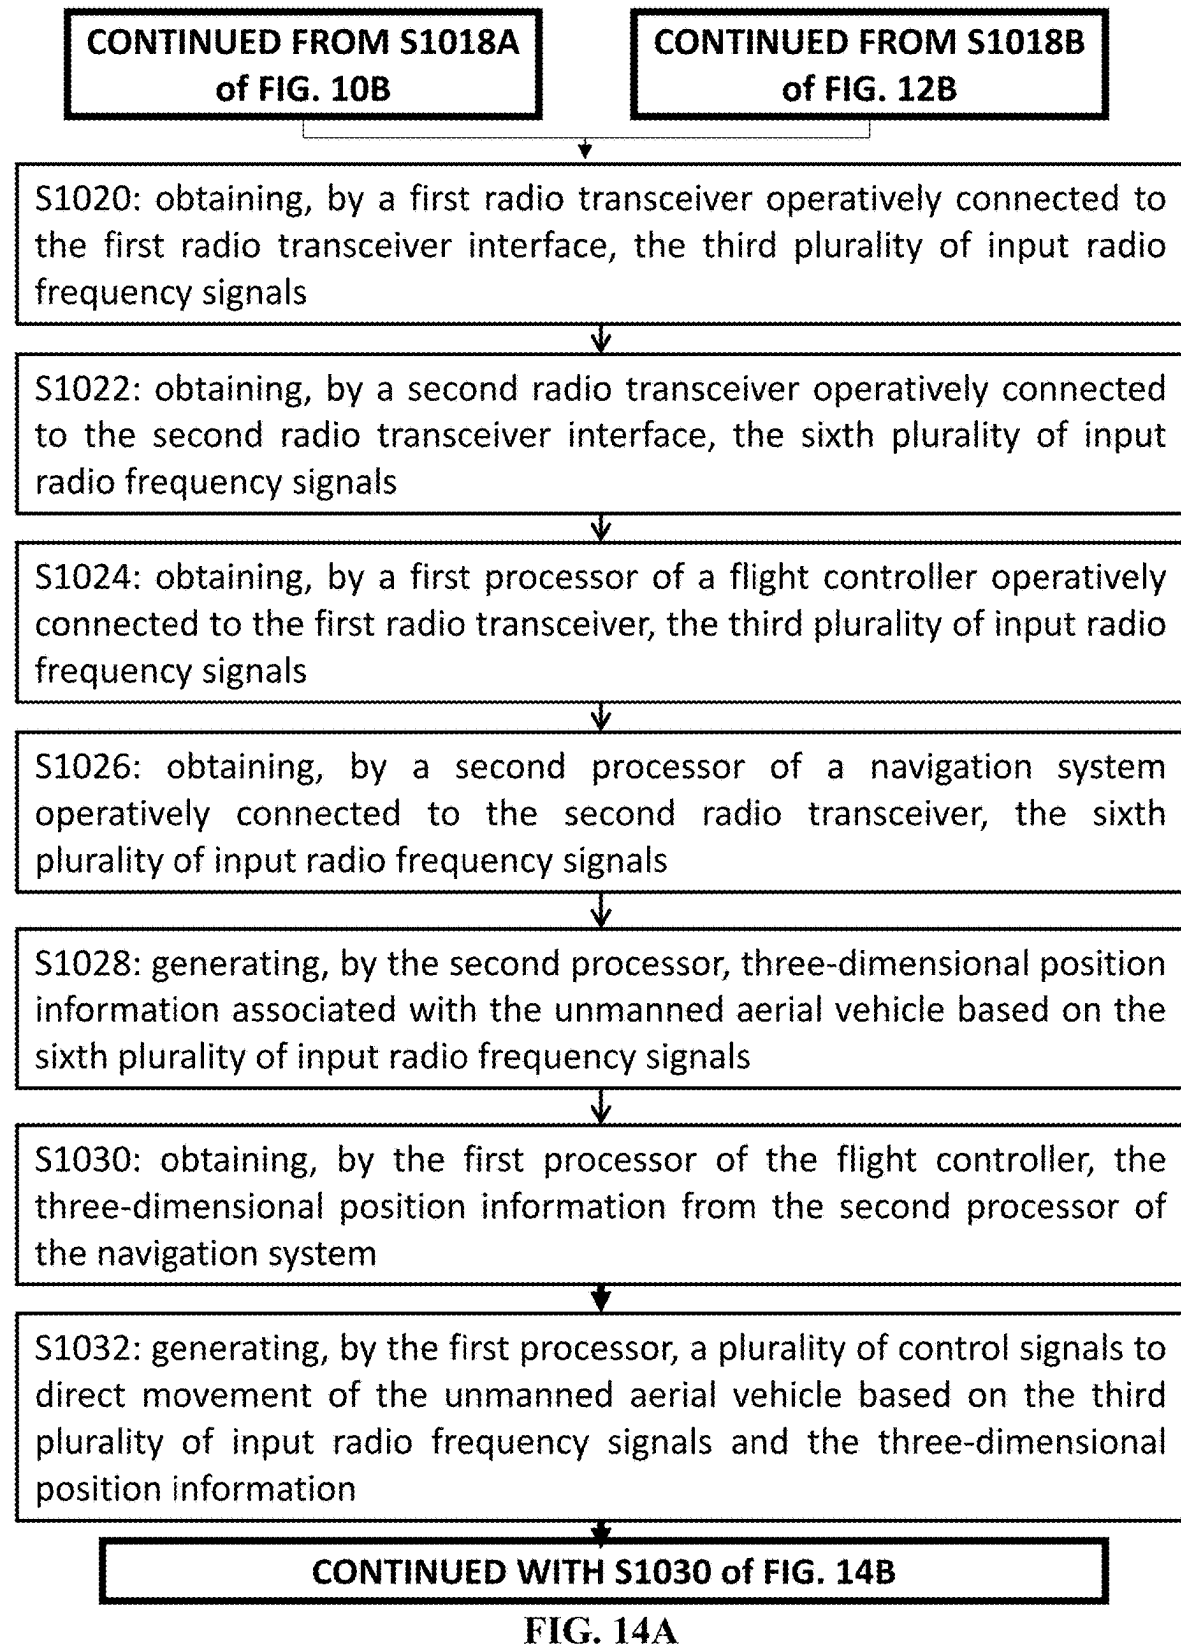 CONTINUED FROM S1018A
of FIG. 10B
CONTINUED FROM S1018B
of FIG. 12B
S1020: obtaining, by a first radio transceiver operatively connected to
the first radio transceiver interface, the third plurality of input radio
frequency signals
S1022: obtaining, by a second radio transceiver operatively connected
to the second radio transceiver interface, the sixth plurality of input
radio frequency signals
S1024: obtaining, by a first processor of a flight controller operatively
connected to the first radio transceiver, the third plurality of input radio
frequency signals
S1026: obtaining, by a second processor of a navigation system
operatively connected to the second radio transceiver, the sixth
plurality of input radio frequency signals
S1028: generating, by the second processor, three-dimensional position
information associated with the unmanned aerial vehicle based on the
sixth plurality of input radio frequency signals
S1030: obtaining, by the first processor of the flight controller, the
three-dimensional position information from the second processor of
the navigation system
S1032: generating, by the first processor, a plurality of control signals to
direct movement of the unmanned aerial vehicle based on the third
plurality of input radio frequency signals and the three-dimensional
position information
CONTINUED WITH S1030 of FIG. 14B
FIG. 14A